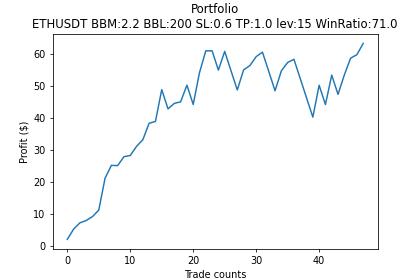 Portfolio
ETHUSDT BBM:2.2 BBL:200 SL:0.6 TP:1.0 lev:15 WinRatio:71.0
60
50
40
30
20
10
0
Profit ($)
0 10 20 30 40
Trade counts